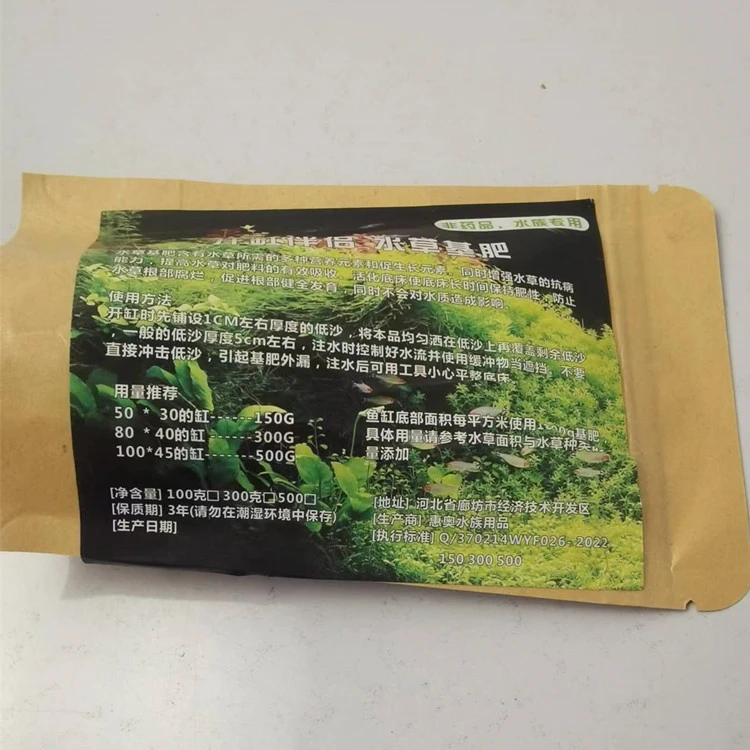 非药品、水族专用
开缸伴侣 水草基肥
水草基肥含有水草所需的多种营养元素和促生长元素，同时增强水草的抗病
能力，提高水草对肥料的有效吸收，活化底床使底床长时间保持肥性，防止
水草根部腐烂，促进根部健全发育，同时不会对水质造成影响
使用方法
开缸时先铺设1CM左右厚度的低沙，将本品均匀洒在低沙上再覆盖剩余低沙
一般的低沙厚度5cm左右，注水时控制好水流并使用缓冲物当遮挡，不要
直接冲击低沙，引起基肥外漏，注水后可用工具小心平整底床
用量推荐
50 * 30的缸------150G
80 * 40的缸------300G
100*45的缸------500G
鱼缸底部面积每平方米使用1000g基肥
具体用量请参考水草面积与水草种类
量添加
[净含量] 100克□ 300克□500□
[保质期] 3年(请勿在潮湿环境中保存)
[生产日期]
[地址] 河北省廊坊市经济技术开发区
[生产商] 惠奥水族用品
[执行标准] Q/370214WYF026-2022
150 300 500